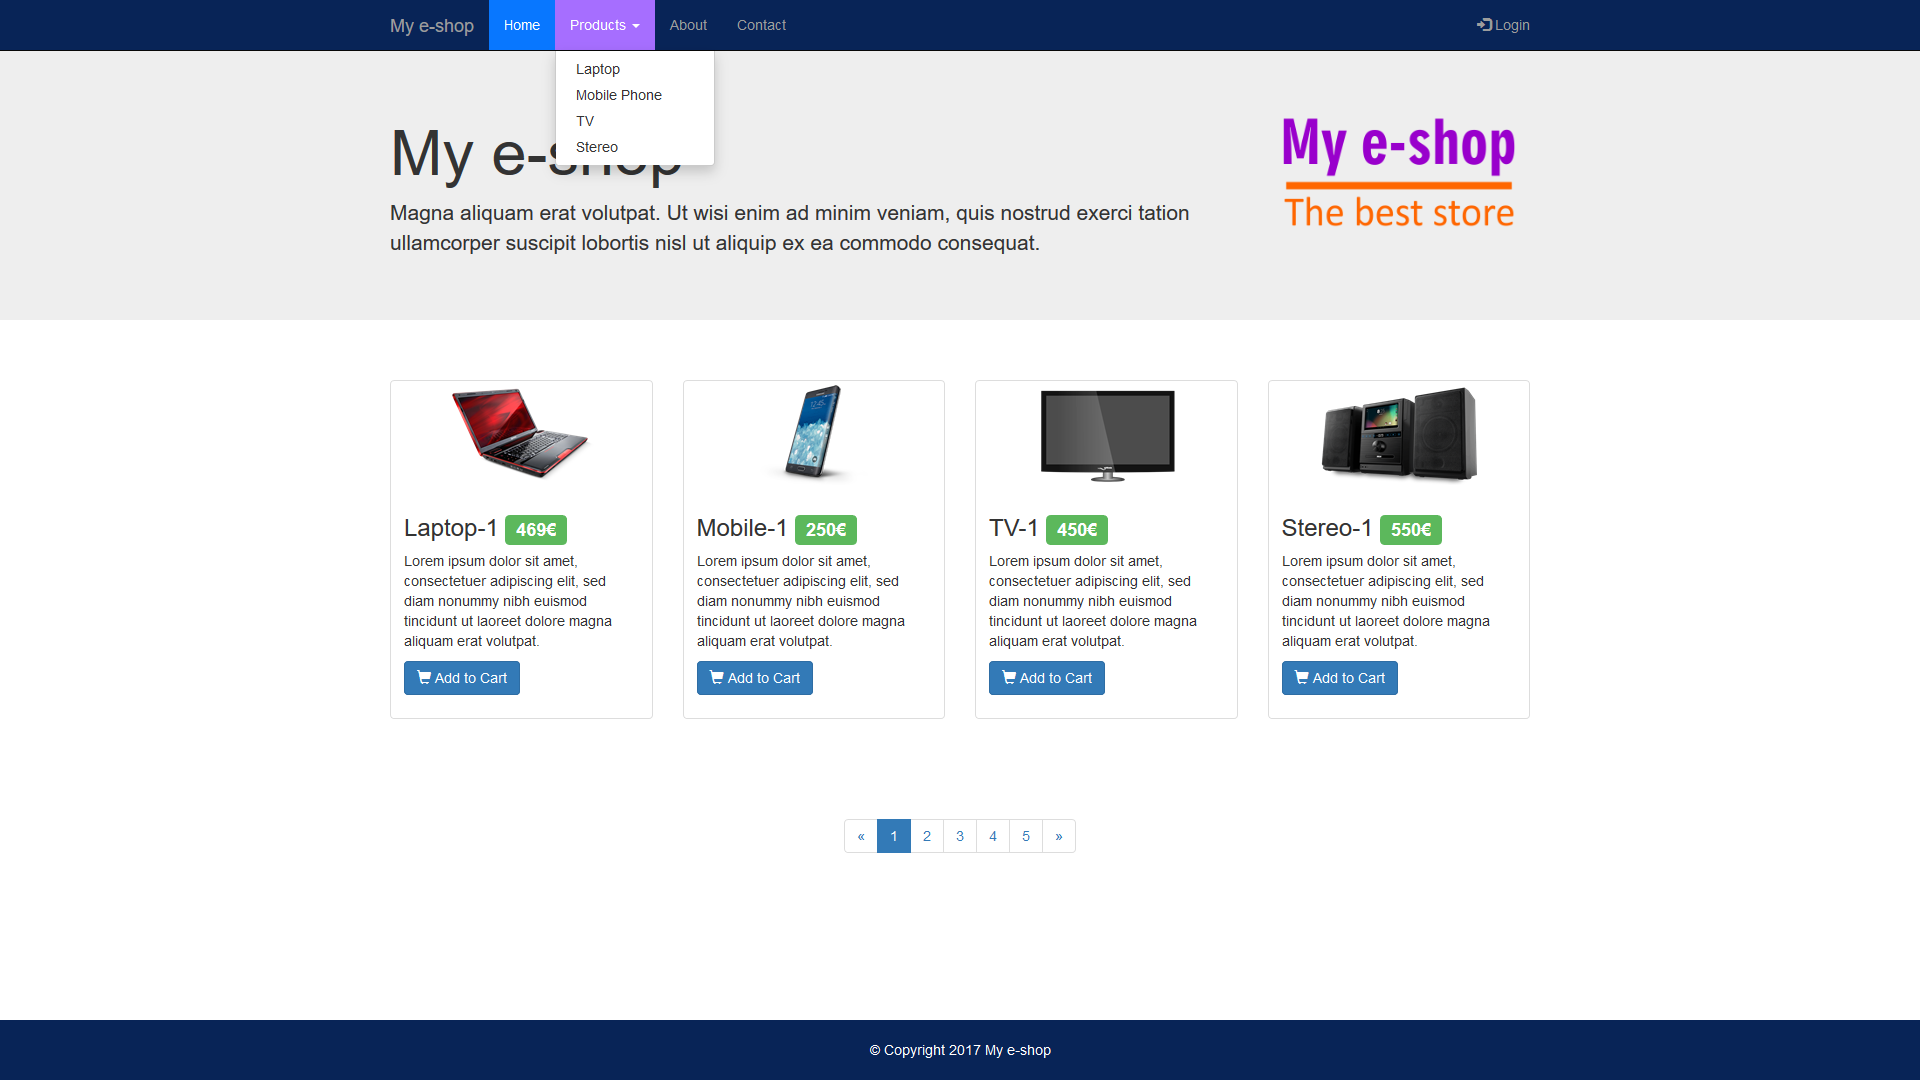 My e-shop Home Products About Contact Login
Laptop
Mobile Phone
TV
Stereo
My e-shop
Magna aliquam erat volutpat. Ut wisi enim ad minim veniam, quis nostrud exerci tation
ullamcorper suscipit lobortis nisl ut aliquip ex ea commodo consequat.
My e-shop
The best store
Laptop-1 469€
Lorem ipsum dolor sit amet,
consectetuer adipiscing elit, sed
diam nonummy nibh euismod
tincidunt ut laoreet dolore magna
aliquam erat volutpat.
Add to Cart
Mobile-1 250€
Lorem ipsum dolor sit amet,
consectetuer adipiscing elit, sed
diam nonummy nibh euismod
tincidunt ut laoreet dolore magna
aliquam erat volutpat.
Add to Cart
TV-1 450€
Lorem ipsum dolor sit amet,
consectetuer adipiscing elit, sed
diam nonummy nibh euismod
tincidunt ut laoreet dolore magna
aliquam erat volutpat.
Add to Cart
Stereo-1 550€
Lorem ipsum dolor sit amet,
consectetuer adipiscing elit, sed
diam nonummy nibh euismod
tincidunt ut laoreet dolore magna
aliquam erat volutpat.
Add to Cart
« 1 2 3 4 5 »
© Copyright 2017 My e-shop